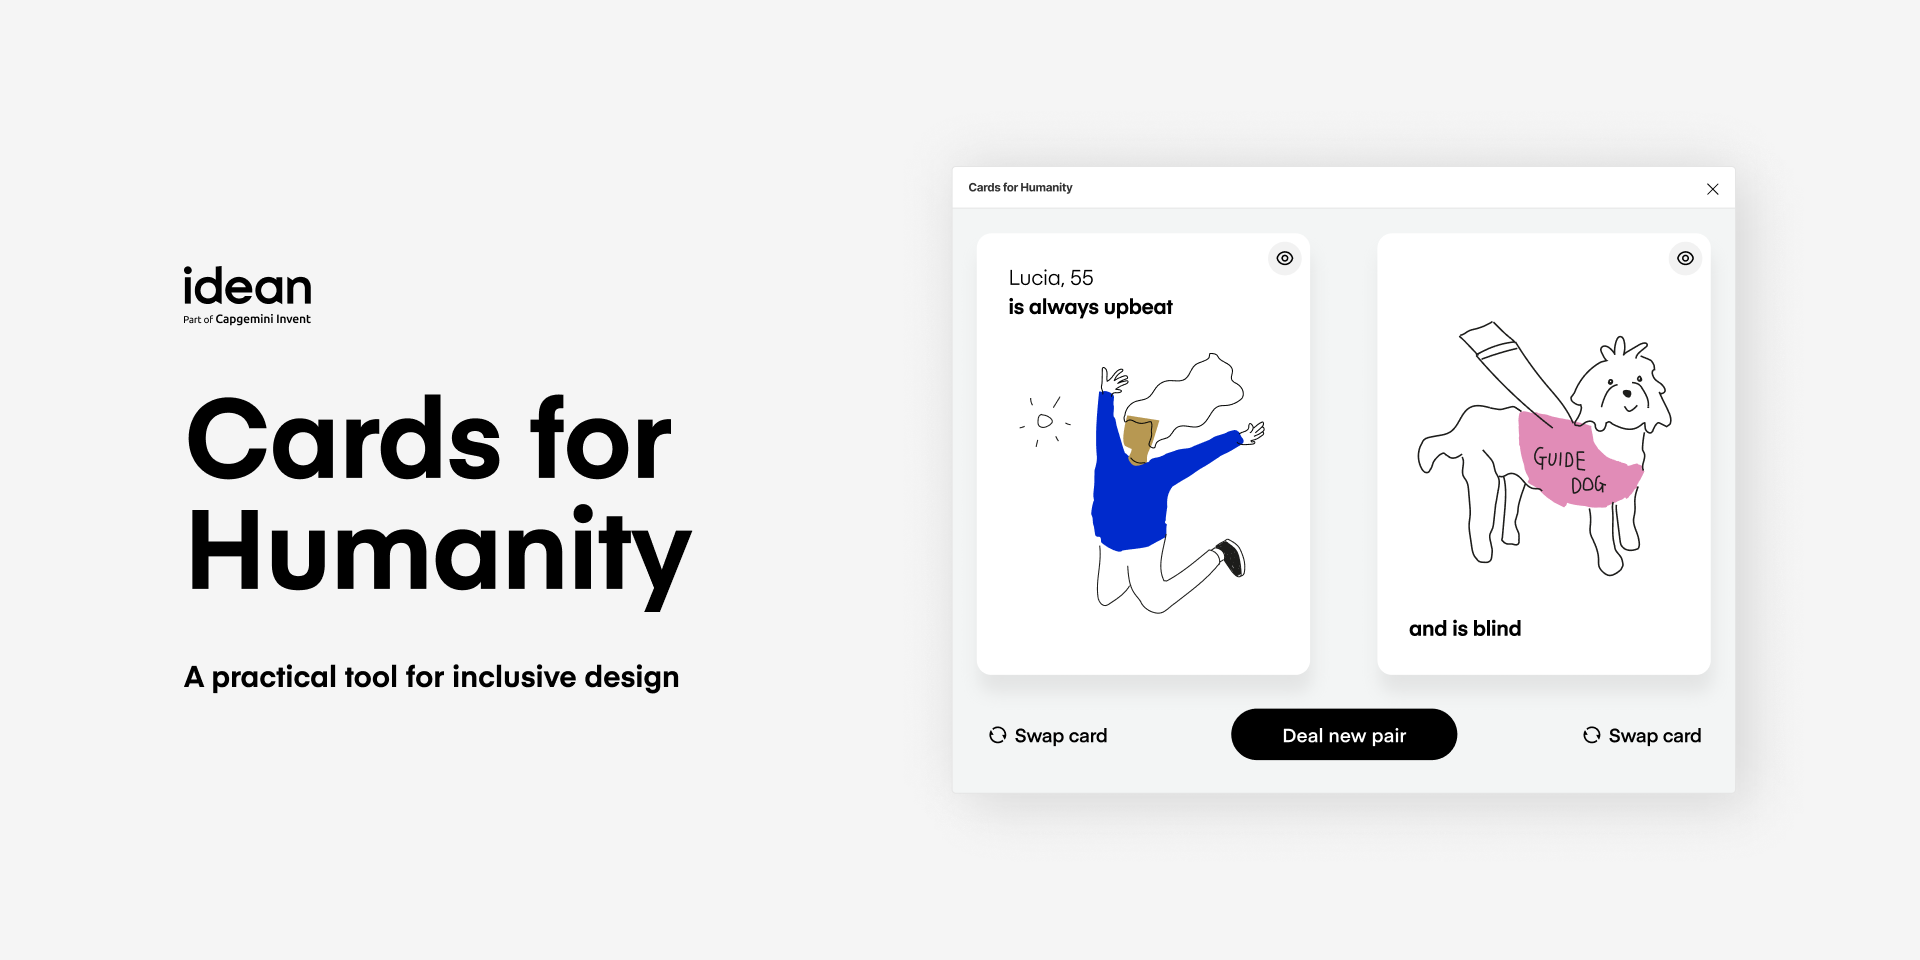 idean
Part of Capgemini Invent
Cards for
Humanity
A practical tool for inclusive design
Cards for Humanity
Lucia, 55
is always upbeat
GUIDE
DOG
and is blind
Swap card
Deal new pair
Swap card